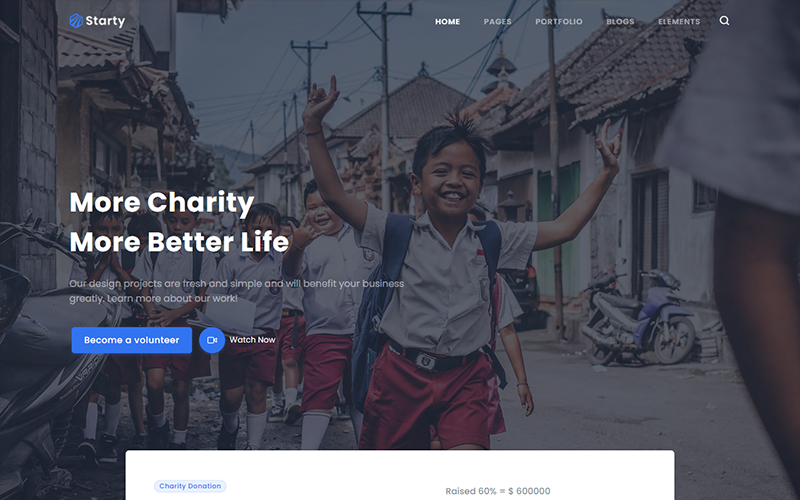 Starty
HOME PAGES PORTFOLIO BLOGS ELEMENTS
More Charity
More Better Life
Our design projects are fresh and simple and will benefit your business
greatly. Learn more about our work!
Become a volunteer
Watch Now
Charity Donation
Raised 60% = $ 600000